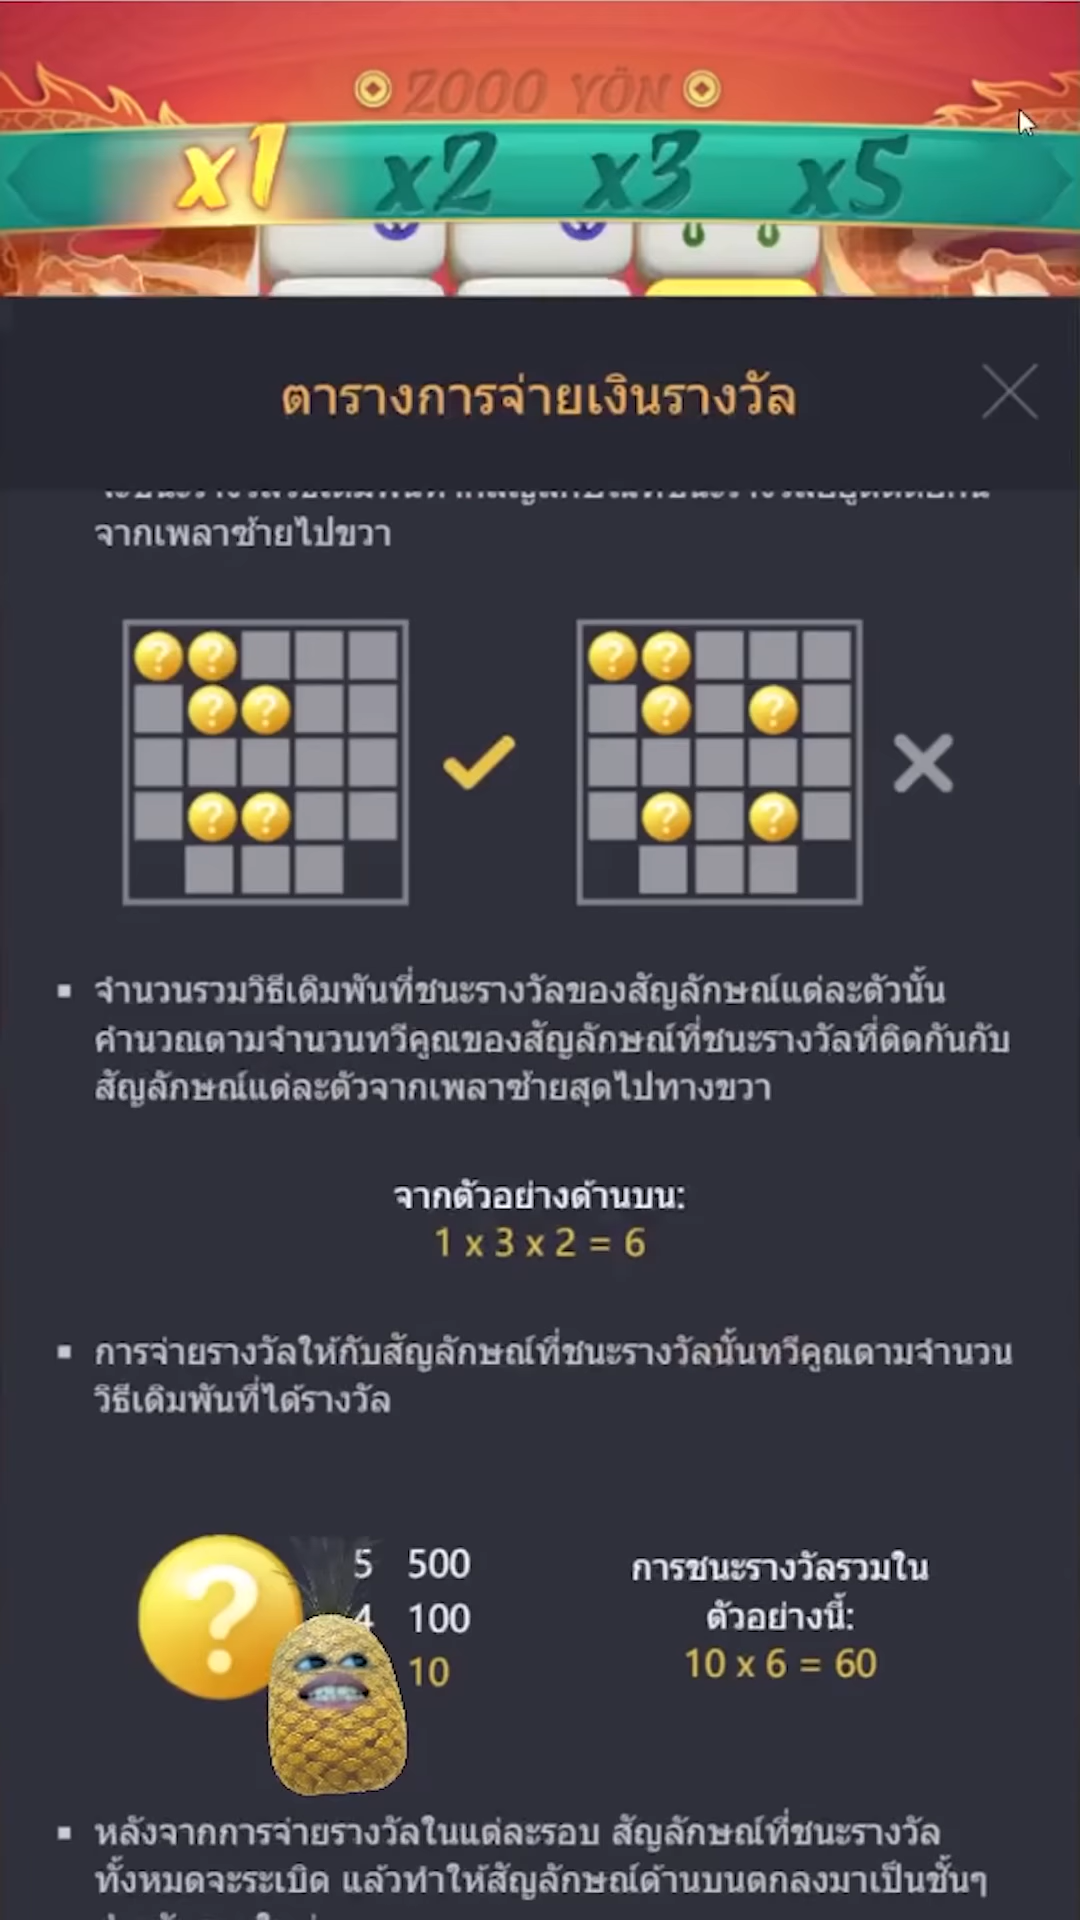 2000 YÖN
x1 x2 x3 x5
ตารางการจ่ายเงินรางวัล
จากเพลาซ้ายไปขวา
จำนวนรวมวิธีเดิมพันที่ชนะรางวัลของสัญลักษณ์แต่ละตัวนั้น
คำนวณตามจำนวนทวีคูณของสัญลักษณ์ที่ชนะรางวัลที่ติดกันกับ
สัญลักษณ์แต่ละตัวจากเพลาซ้ายสุดไปทางขวา
จากตัวอย่างด้านบน:
1 x 3 x 2 = 6
การจ่ายรางวัลให้กับสัญลักษณ์ที่ชนะรางวัลนั้นทวีคูณตามจำนวน
วิธีเดิมพันที่ได้รางวัล
5 500
4 100
10
การชนะรางวัลรวมใน
ตัวอย่างนี้:
10 x 6 = 60
หลังจากการจ่ายรางวัลในแต่ละรอบ สัญลักษณ์ที่ชนะรางวัล
ทั้งหมดจะระเบิด แล้วทำให้สัญลักษณ์ด้านบนตกลงมาเป็นชั้นๆ